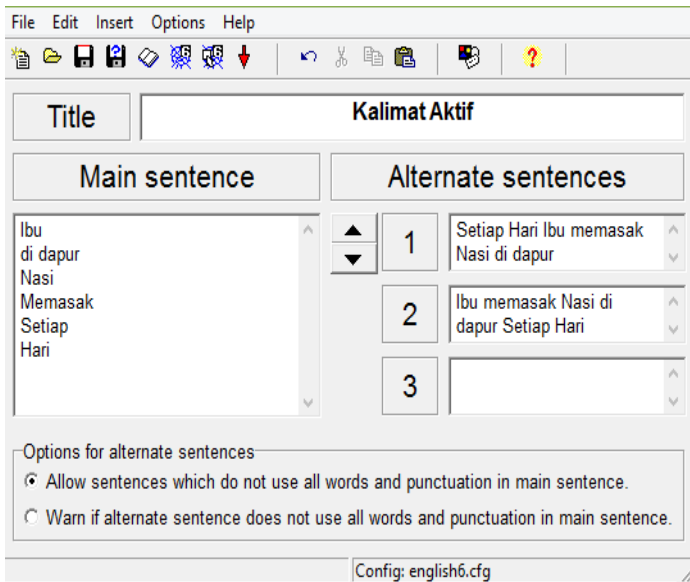 File Edit Insert Options Help
?
Title
Kalimat Aktif
Main sentence
Alternate sentences
Ibu
di dapur
Nasi
Memasak
Setiap
Hari
1
Setiap Hari Ibu memasak
Nasi di dapur
2
Ibu memasak Nasi di
dapur Setiap Hari
3
Options for alternate sentences
Allow sentences which do not use all words and punctuation in main sentence.
Warn if alternate sentence does not use all words and punctuation in main sentence.
Config: english6.cfg